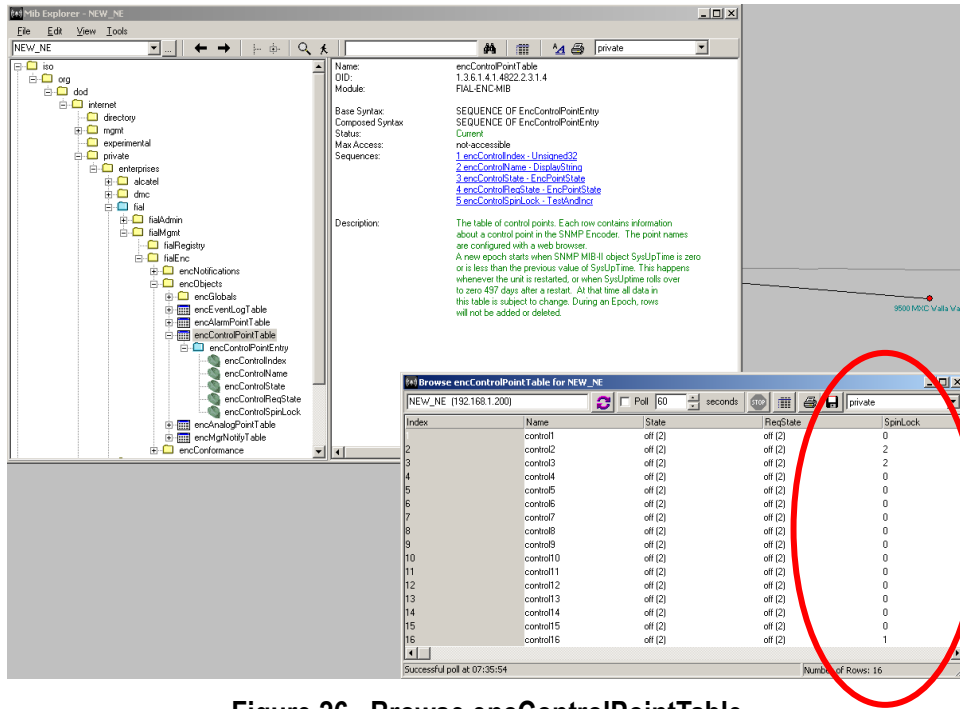 Mib Explorer - NEW_NE
File Edit View Tools
NEW_NE ... private
iso
org
dod
internet
directory
mgmt
experimental
private
enterprises
alcatel
dmc
fial
fialAdmin
fialMgmt
fialRegistry
fialEnc
encNotifications
encObjects
encGlobals
encEventLogTable
encAlarmPointTable
encControlPointTable
encControlPointEntry
encControlIndex
encControlName
encControlState
encControlReqState
encControlSpinLock
encAnalogPointTable
encMgrNotifyTable
encConformance
Name: encControlPointTable
OID: 1.3.6.1.4.1.4822.2.3.1.4
Module: FIAL-ENC-MIB
Base Syntax: SEQUENCE OF EncControlPointEntry
Composed Syntax SEQUENCE OF EncControlPointEntry
Status: Current
Max Access: not-accessible
Sequences: 1 encControlIndex - Unsigned32
2 encControlName - DisplayString
3 encControlState - EncPointState
4 encControlReqState - EncPointState
5 encControlSpinLock - TestAndIncr
Description: The table of control points. Each row contains information
about a control point in the SNMP Encoder. The point names
are configured with a web browser.
A new epoch starts when SNMP MIB-II object SysUpTime is zero
or is less than the previous value of SysUpTime. This happens
whenever the unit is restarted, or when SysUptime rolls over
to zero 497 days after a restart. At that time all data in
this table is subject to change. During an Epoch, rows
will not be added or deleted.
9500 MXC Valla Va
Browse encControlPointTable for NEW_NE
NEW_NE (192.168.1.200) Poll 60 seconds STOP private
Index Name State ReqState SpinLock
1 control1 off (2) off (2) 0
2 control2 off (2) off (2) 2
3 control3 off (2) off (2) 2
4 control4 off (2) off (2) 0
5 control5 off (2) off (2) 0
6 control6 off (2) off (2) 0
7 control7 off (2) off (2) 0
8 control8 off (2) off (2) 0
9 control9 off (2) off (2) 0
10 control10 off (2) off (2) 0
11 control11 off (2) off (2) 0
12 control12 off (2) off (2) 0
13 control13 off (2) off (2) 0
14 control14 off (2) off (2) 0
15 control15 off (2) off (2) 0
16 control16 off (2) off (2) 1
Successful poll at 07:35:54 Number of Rows: 16
Figure 26 Browse encControlPointTable